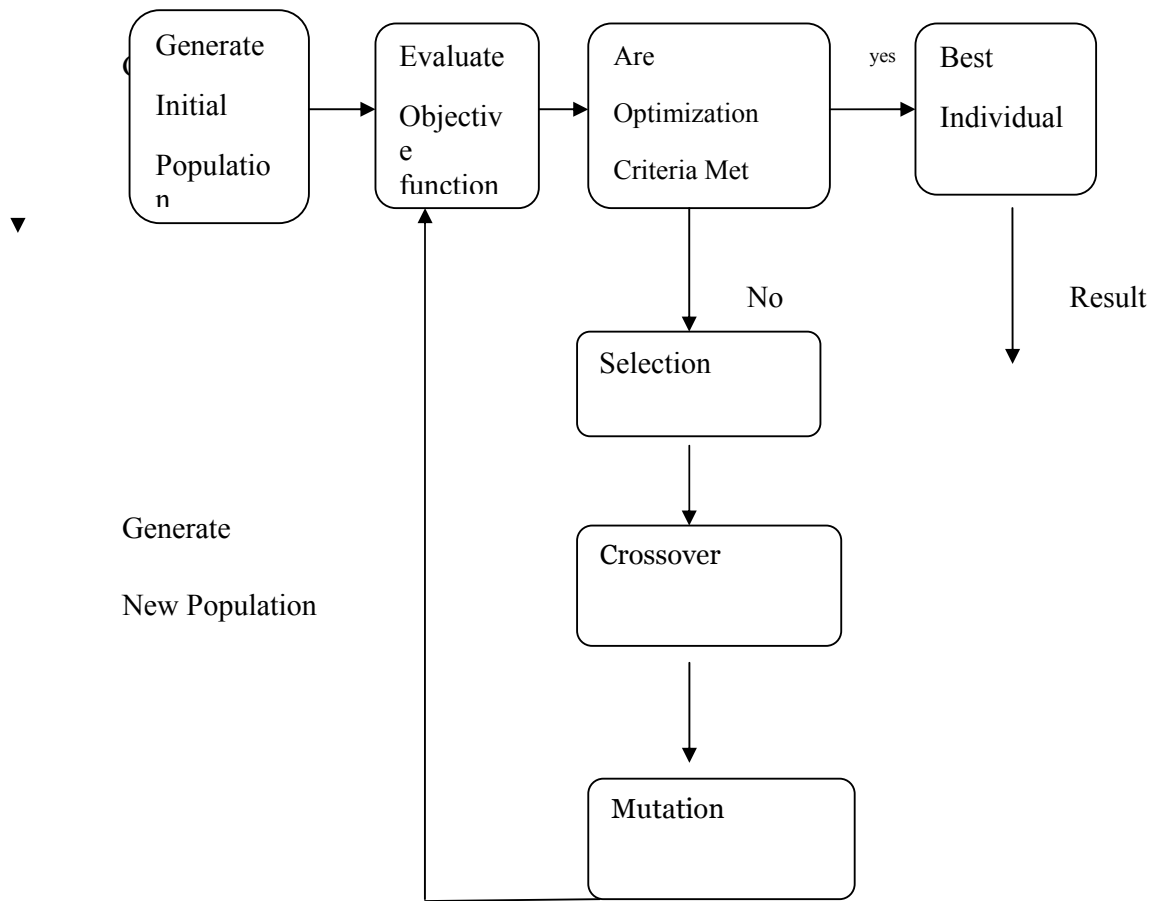 Generate
Initial
Populatio
n
Evaluate
Objectiv
e
function
Are
Optimization
Criteria Met
yes
Best
Individual
No
Result
Selection
Generate
New Population
Crossover
Mutation